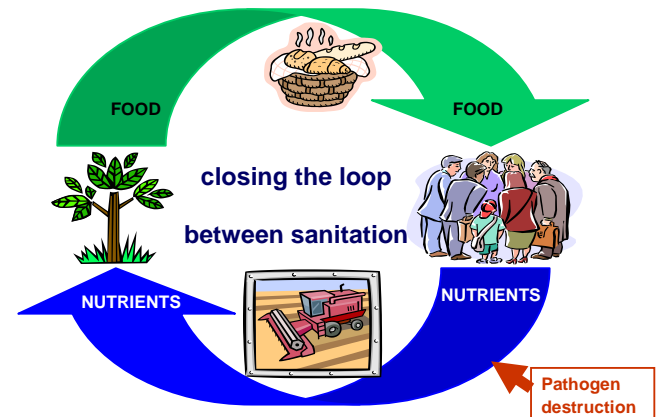 FOOD
FOOD
closing the loop
between sanitation
NUTRIENTS
NUTRIENTS
Pathogen
destruction